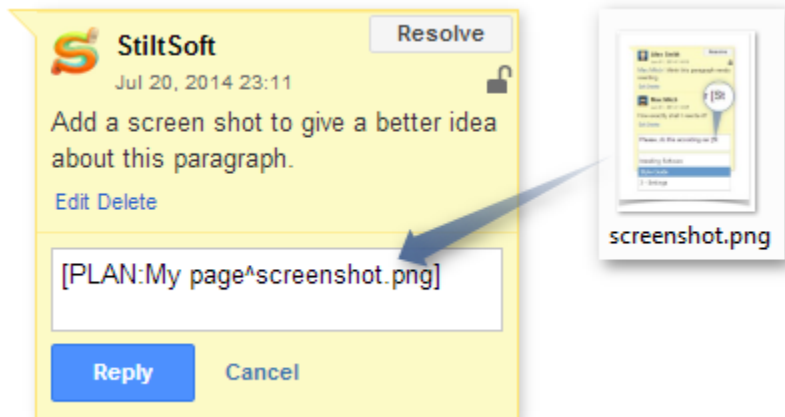 StiltSoft
Resolve
Jul 20, 2014 23:11
Add a screen shot to give a better idea
about this paragraph.
Edit Delete
[PLAN:My page^screenshot.png]
Reply
Cancel
screenshot.png